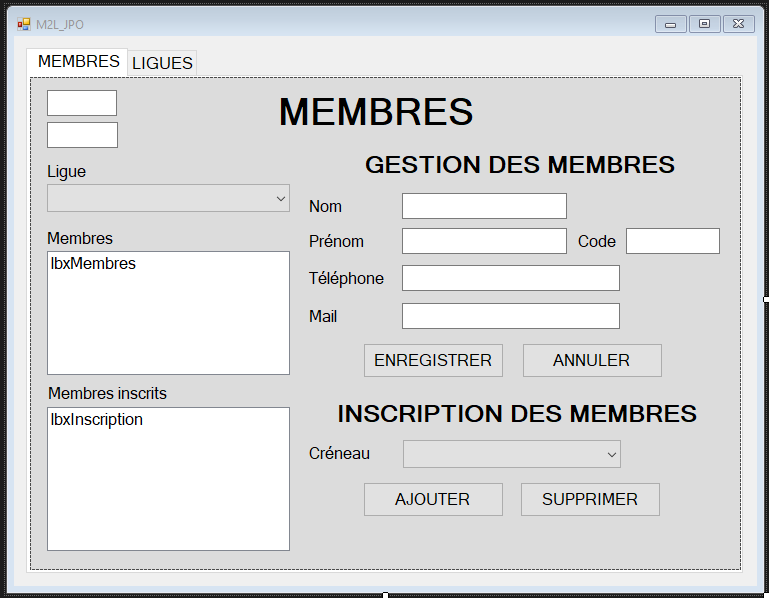 M2L_JPO
MEMBRES LIGUES
MEMBRES
Ligue
Membres
lbxMembres
Membres inscrits
lbxInscription
GESTION DES MEMBRES
Nom
Prénom Code
Téléphone
Mail
ENREGISTRER ANNULER
INSCRIPTION DES MEMBRES
Créneau
AJOUTER SUPPRIMER